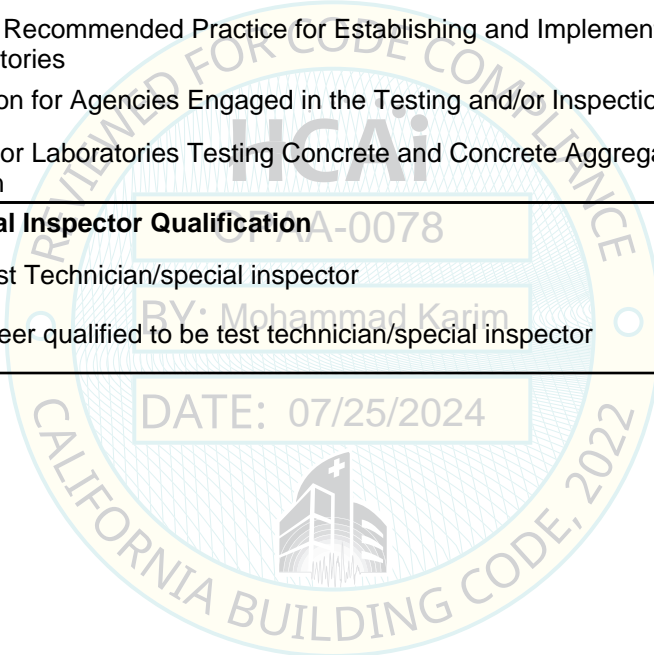 Recommended Practice for Establishing and Implemen
tories
on for Agencies Engaged in the Testing and/or Inspectio
or Laboratories Testing Concrete and Concrete Aggrega
n
al Inspector Qualification
st Technician/special inspector
eer qualified to be test technician/special inspector
REVIEWED FOR CODE COMPLIANCE
HCAi
OPAA-0078
BY: Mohammad Karim
DATE: 07/25/2024
CALIFORNIA BUILDING CODE, 2022